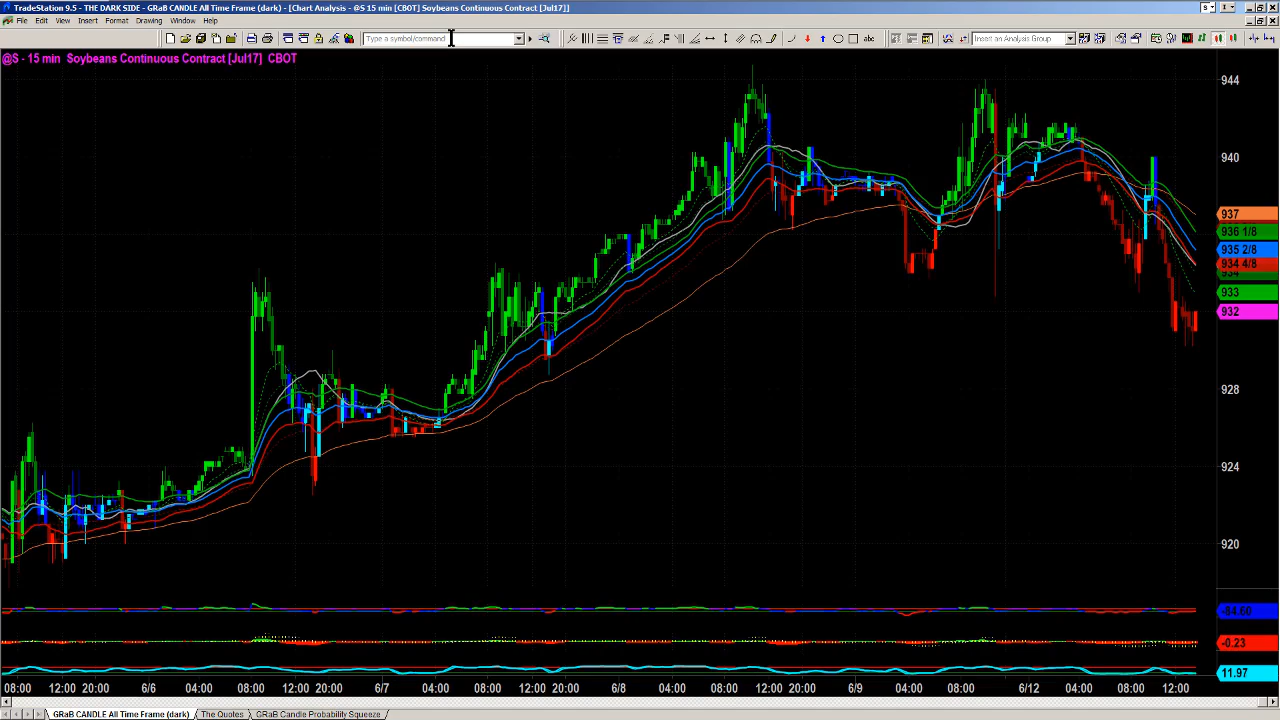 TradeStation 9.5 - THE DARK SIDE - GRaB CANDLE All Time Frame (dark) - [Chart Analysis - @S 15 min [CBOT] Soybeans Continuous Contract [Jul17]]
File Edit View Insert Format Drawing Window Help
Type a symbol/command Insert an Analysis Group
@S - 15 min Soybeans Continuous Contract [Jul17] CBOT
944
940
937
936 1/8
935 2/8
934 4/8
934
933
932
928
924
920
-84.60
-0.23
11.97
08:00 12:00 20:00 6/6 04:00 08:00 12:00 20:00 6/7 04:00 08:00 12:00 20:00 6/8 04:00 08:00 12:00 20:00 6/9 04:00 08:00 6/12 04:00 08:00 12:00
GRaB CANDLE All Time Frame (dark) The Quotes GRaB Candle Probability Squeeze